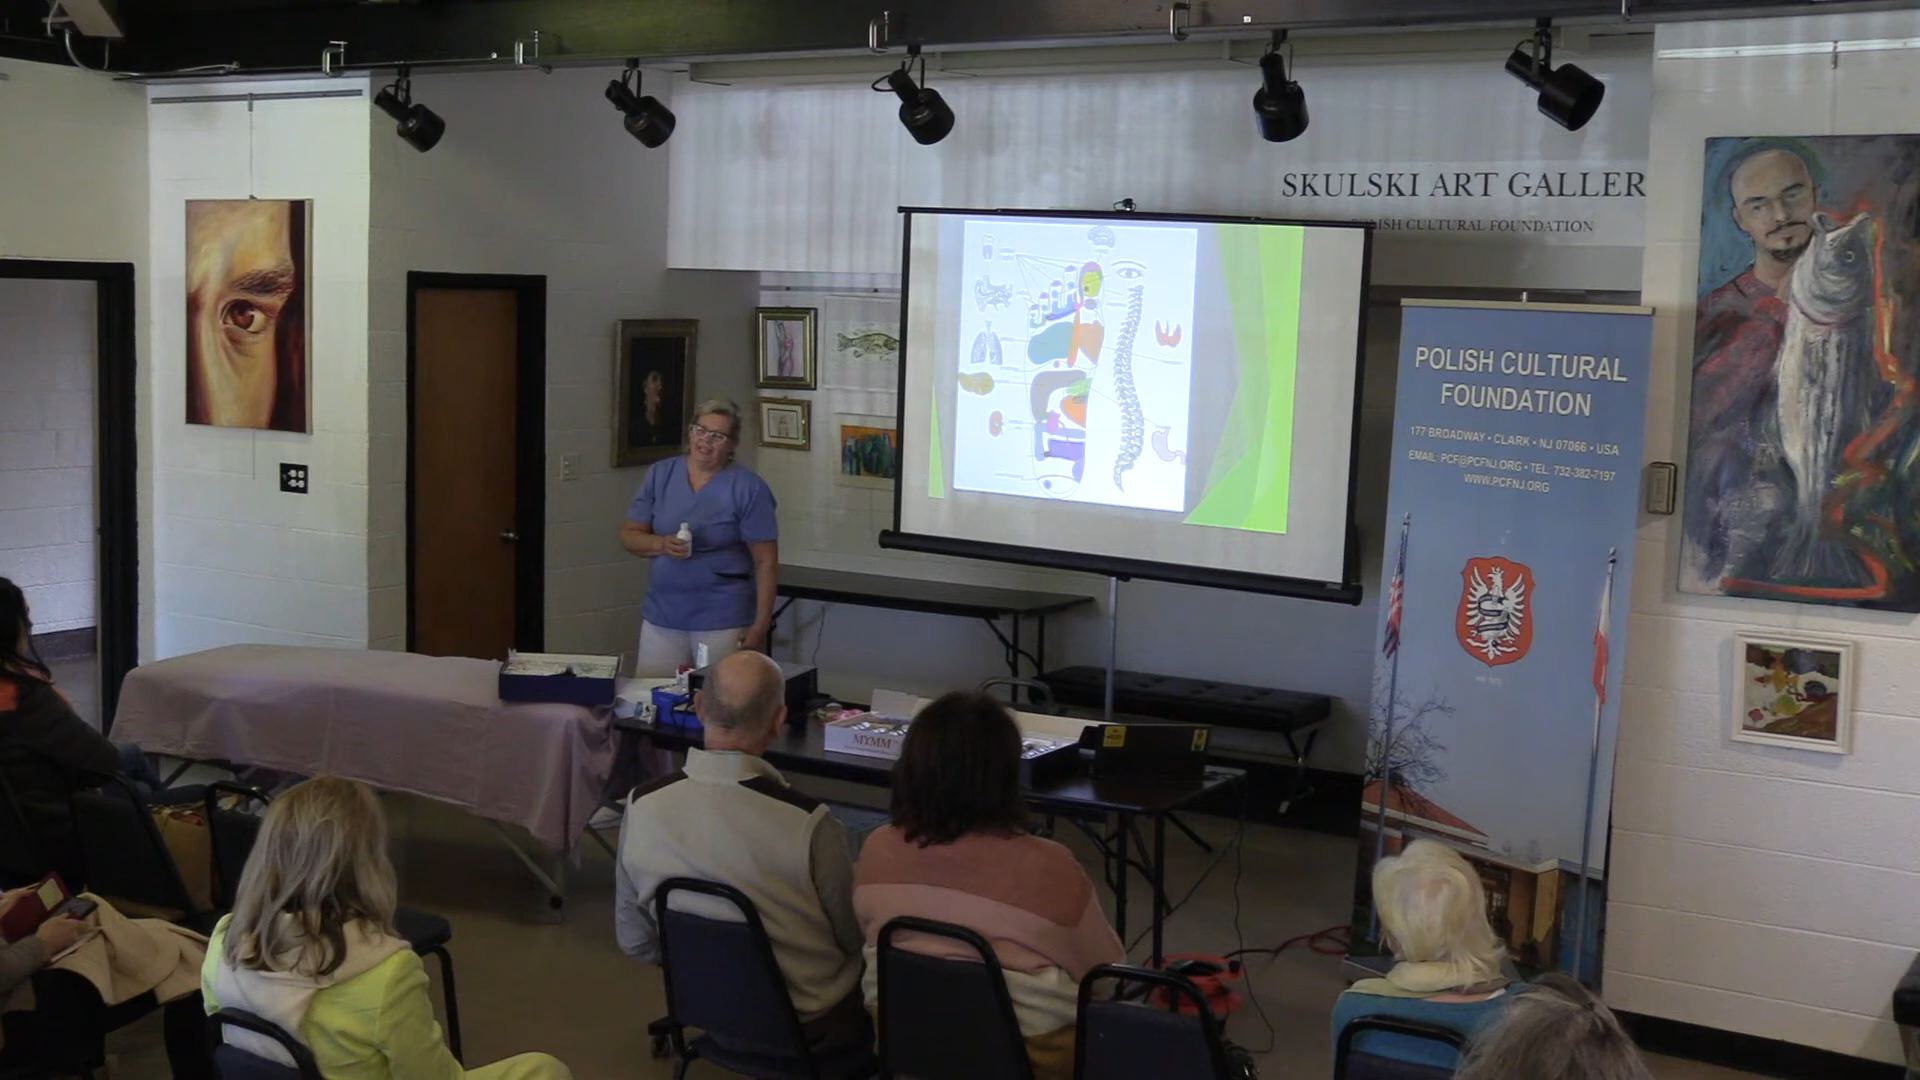 SKULSKI ART GALLER
ISH CULTURAL FOUNDATION
POLISH CULTURAL
FOUNDATION
177 BROADWAY • CLARK • NJ 07066 • USA
EMAIL: PCF@PCFNJ.ORG • TEL: 732-382-7197
WWW.PCFNJ.ORG
MYMM